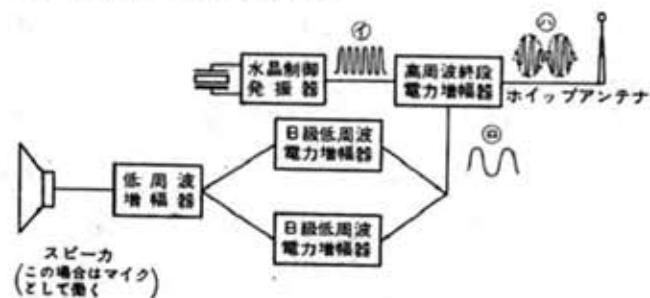 ㋑
㋩
水晶制御
発振器
高周波終段
電力増幅器
ホイップアンテナ
㋺
B級低周波
電力増幅器
低周波
増幅器
B級低周波
電力増幅器
スピーカ
(この場合はマイク
として働く)